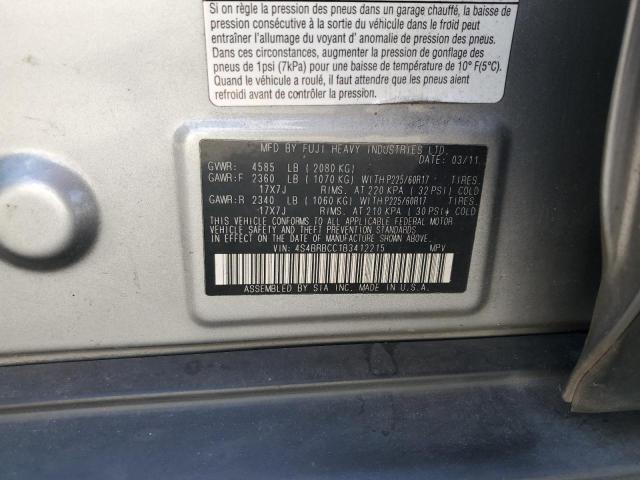 Si on règle la pression des pneus dans un garage chauffé, la baisse de
pression consécutive à la sortie du véhicule dans le froid peut
entraîner l'allumage du voyant d' anomalie de pression des pneus.
Dans ces circonstances, augmenter la pression de gonflage des
pneus de 1psi (7kPa) pour une baisse de température de 10° F(5°C).
Quand le véhicule a roulé, il faut attendre que les pneus aient
refroidi avant de contrôler la pression.
MFD BY FUJI HEAVY INDUSTRIES LTD.
DATE: 03/11
GVWR: 4585 LB (2080 KG)
GAWR:F 2360 LB (1070 KG) WITH P225/60R17 TIRES.
17X7J RIMS. AT 220 KPA (32 PSI) COLD
GAWR:R 2340 LB (1060 KG) WITH P225/60R17 TIRES.
17X7J RIMS. AT 210 KPA (30 PSI) COLD
THIS VEHICLE CONFORMS TO ALL APPLICABLE FEDERAL MOTOR
VEHICLE SAFETY AND THEFT PREVENTION STANDARDS
IN EFFECT ON THE DATE OF MANUFACTURE SHOWN ABOVE.
VIN: 4S4BRBCC1B3412215 MPV
ASSEMBLED BY SIA INC. MADE IN U.S.A.